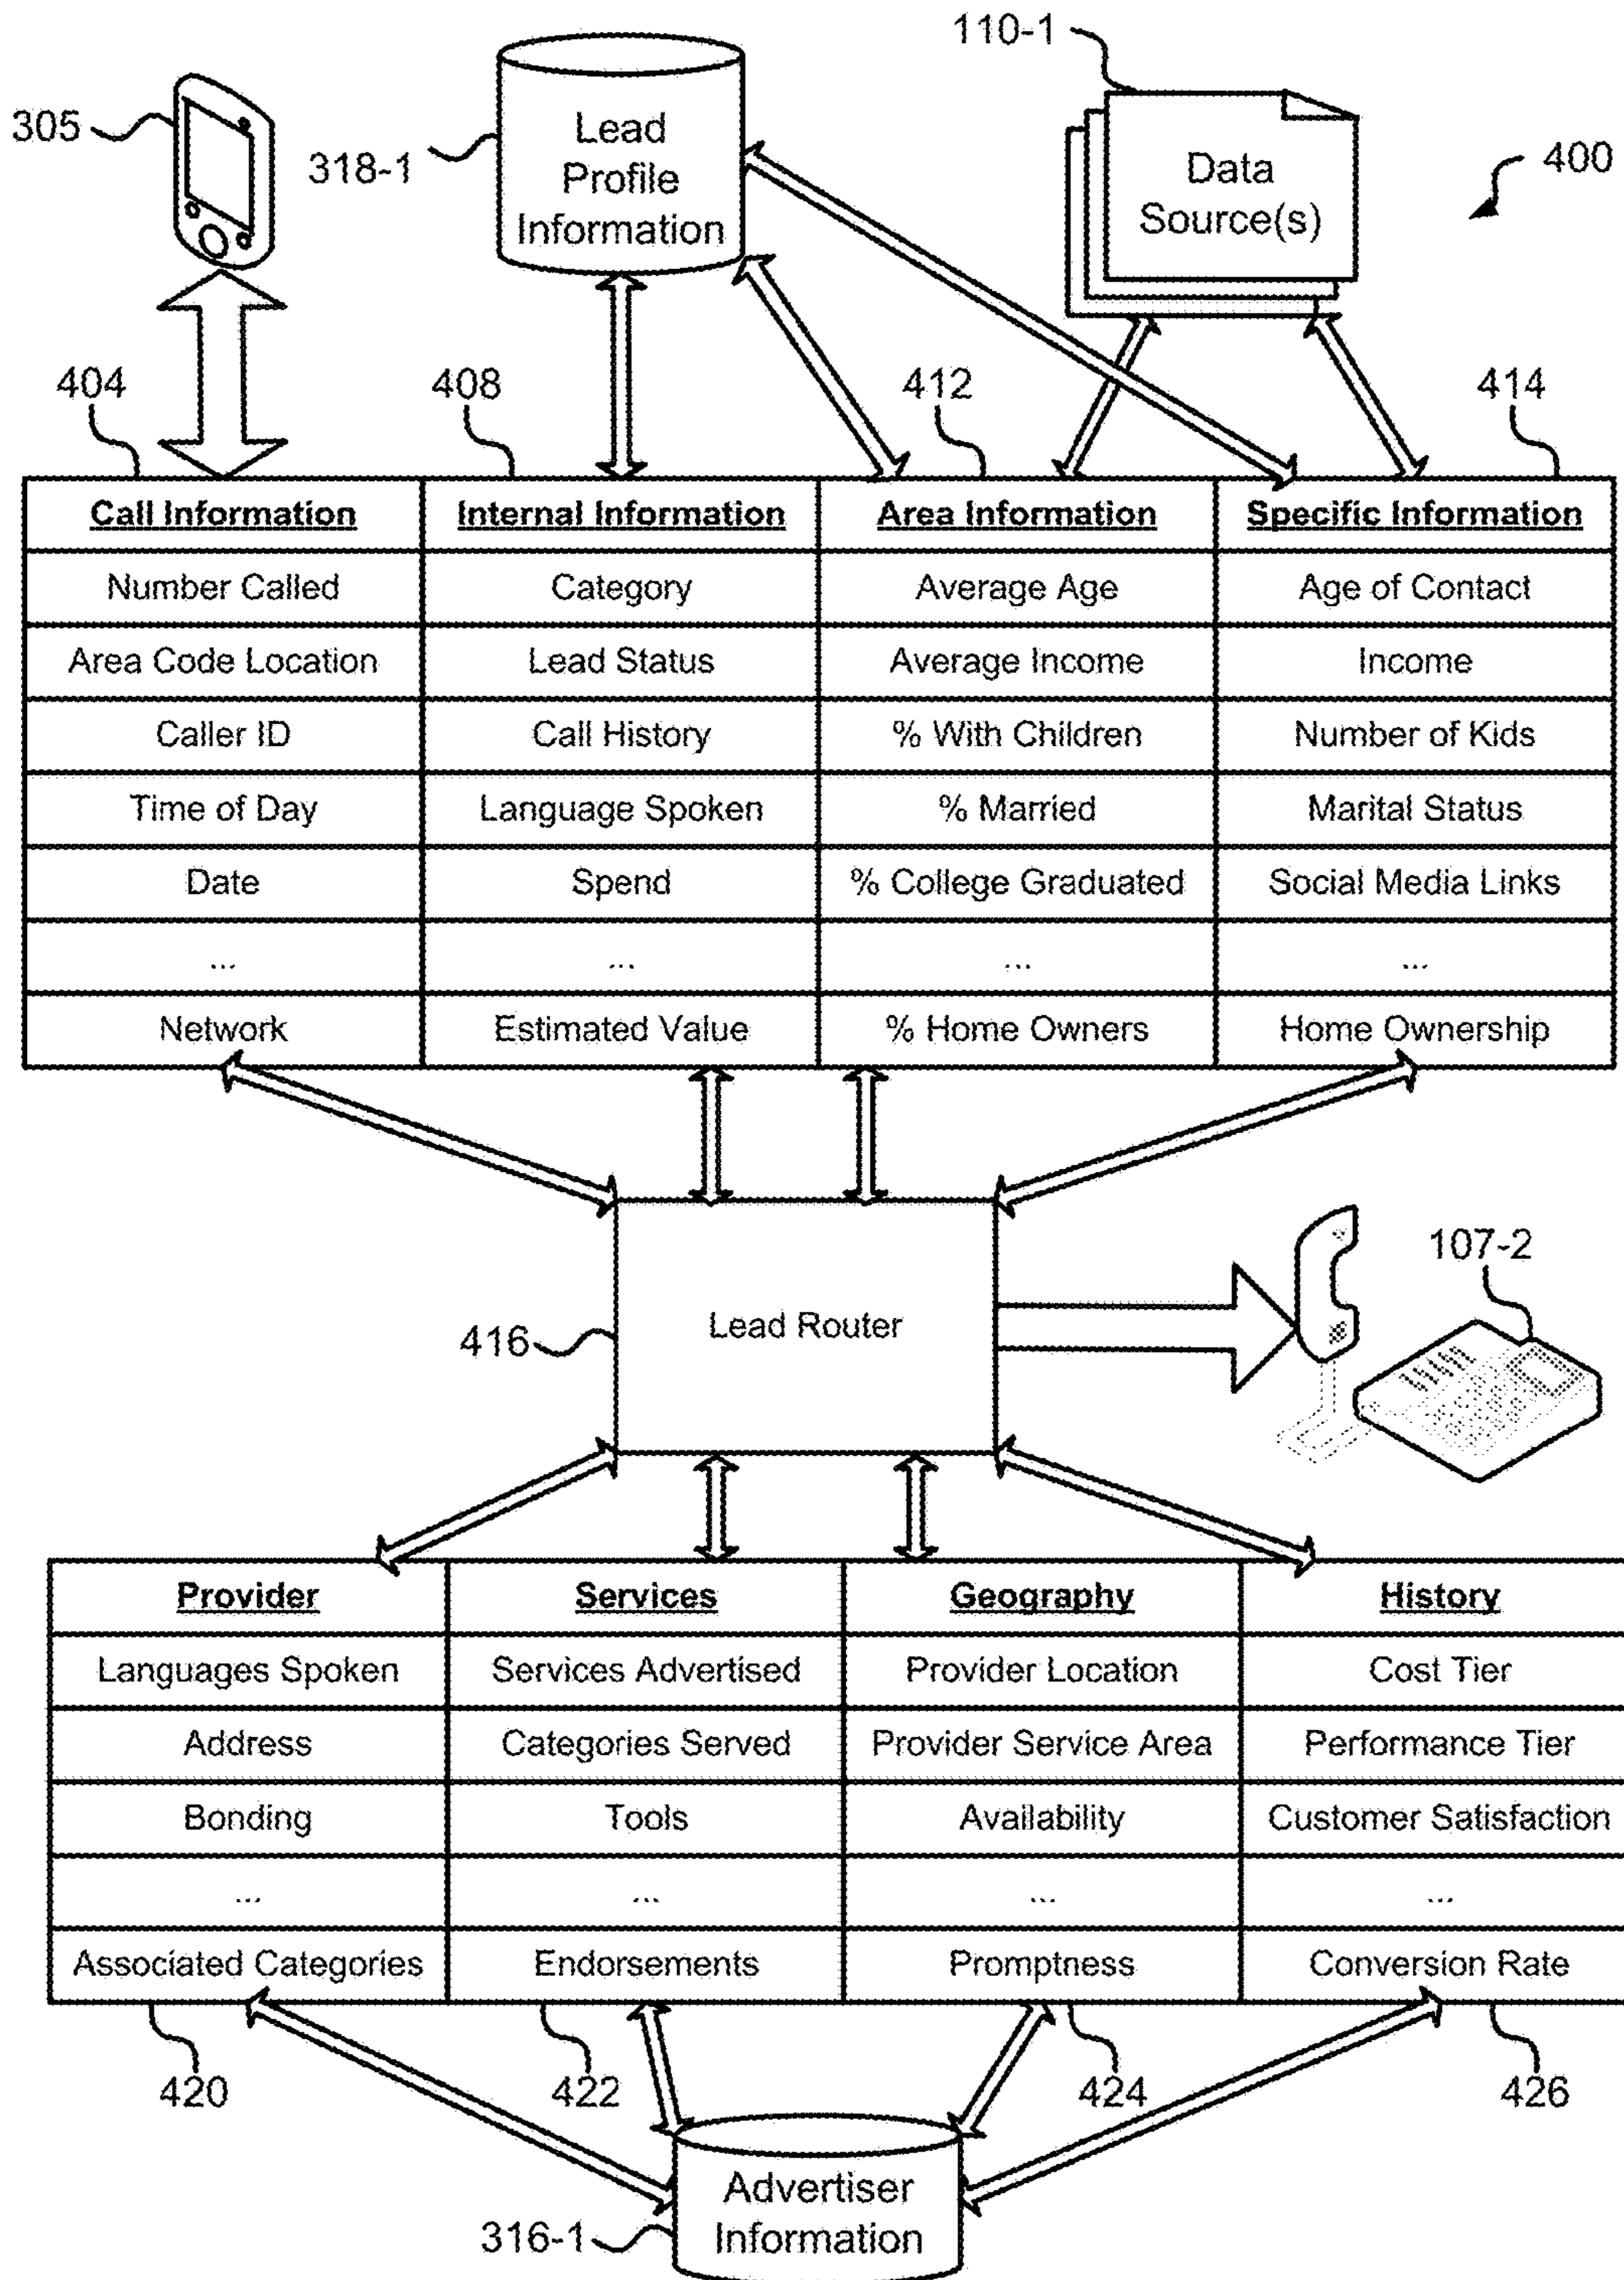 110-1
305
318-1
Lead
Profile
Information
Data
Source(s)
400
404
408
412
414
Call Information
Internal Information
Area Information
Specific Information
Number Called
Category
Average Age
Age of Contact
Area Code Location
Lead Status
Average Income
Income
Caller ID
Call History
% With Children
Number of Kids
Time of Day
Language Spoken
% Married
Marital Status
Date
Spend
% College Graduated
Social Media Links
...
...
...
...
Network
Estimated Value
% Home Owners
Home Ownership
107-2
416
Lead Router
Provider
Services
Geography
History
Languages Spoken
Services Advertised
Provider Location
Cost Tier
Address
Categories Served
Provider Service Area
Performance Tier
Bonding
Tools
Availability
Customer Satisfaction
...
...
...
...
Associated Categories
Endorsements
Promptness
Conversion Rate
420
422
424
426
Advertiser
Information
316-1